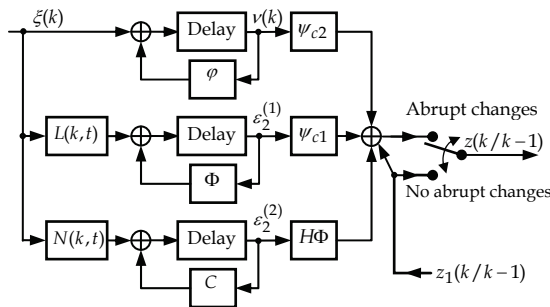 ξ(k)
Delay
ν(k)
ψc2
φ
L(k,t)
Delay
ε2(1)
ψc1
Φ
Abrupt changes
z(k/k−1)
No abrupt changes
N(k,t)
Delay
ε2(2)
HΦ
C
z1(k/k−1)